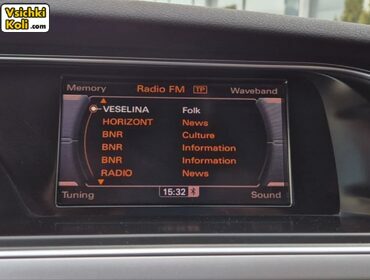 Vsichki
Koli.com
Memory Radio FM TP Waveband
VESELINA Folk
HORIZONT News
BNR Culture
BNR Information
BNR Information
RADIO News
Tuning 15:32 Sound